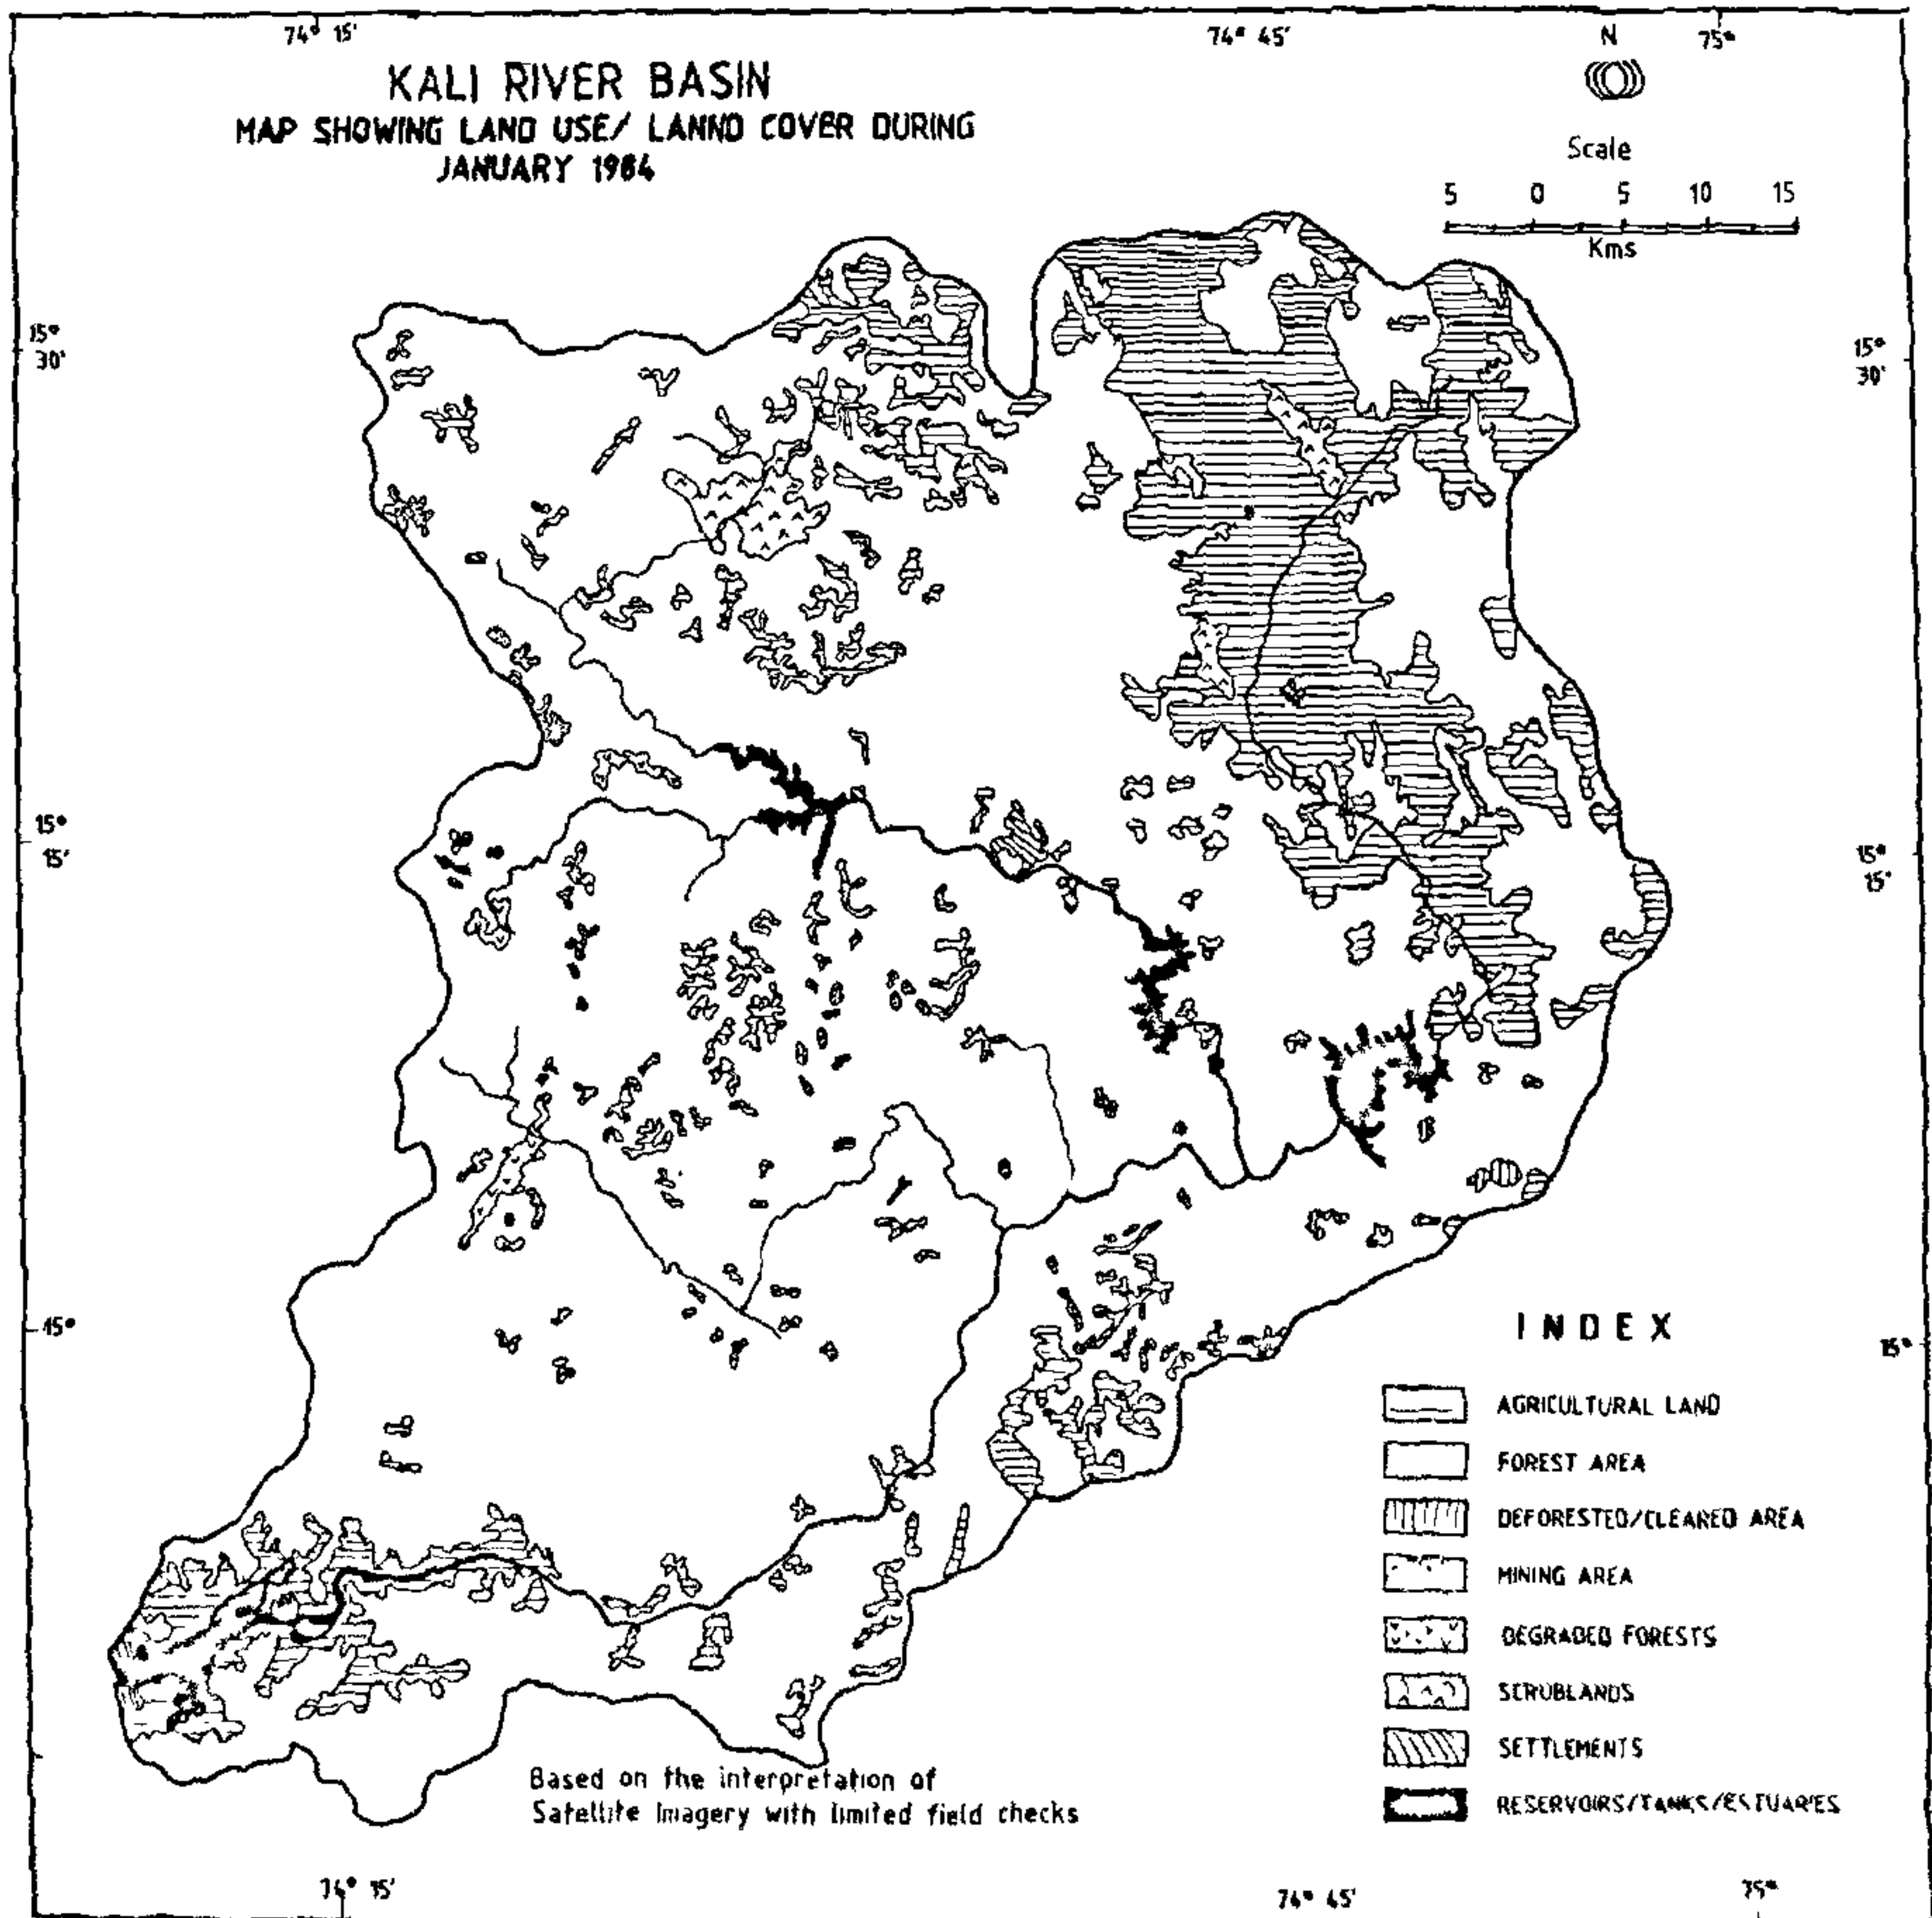 74° 15'
74° 45'
N
75°
KALI RIVER BASIN
MAP SHOWING LAND USE/ LANND COVER DURING
JANUARY 1984
Scale
5 0 5 10 15
Kms
15°
30'
15°
30'
15°
15'
15°
15'
15°
15°
INDEX
AGRICULTURAL LAND
FOREST AREA
DEFORESTED/CLEARED AREA
MINING AREA
DEGRADED FORESTS
SCRUBLANDS
SETTLEMENTS
RESERVOIRS/TANKS/ESTUARIES
Based on the interpretation of
Satellite Imagery with limited field checks
74° 15'
74° 45'
75°